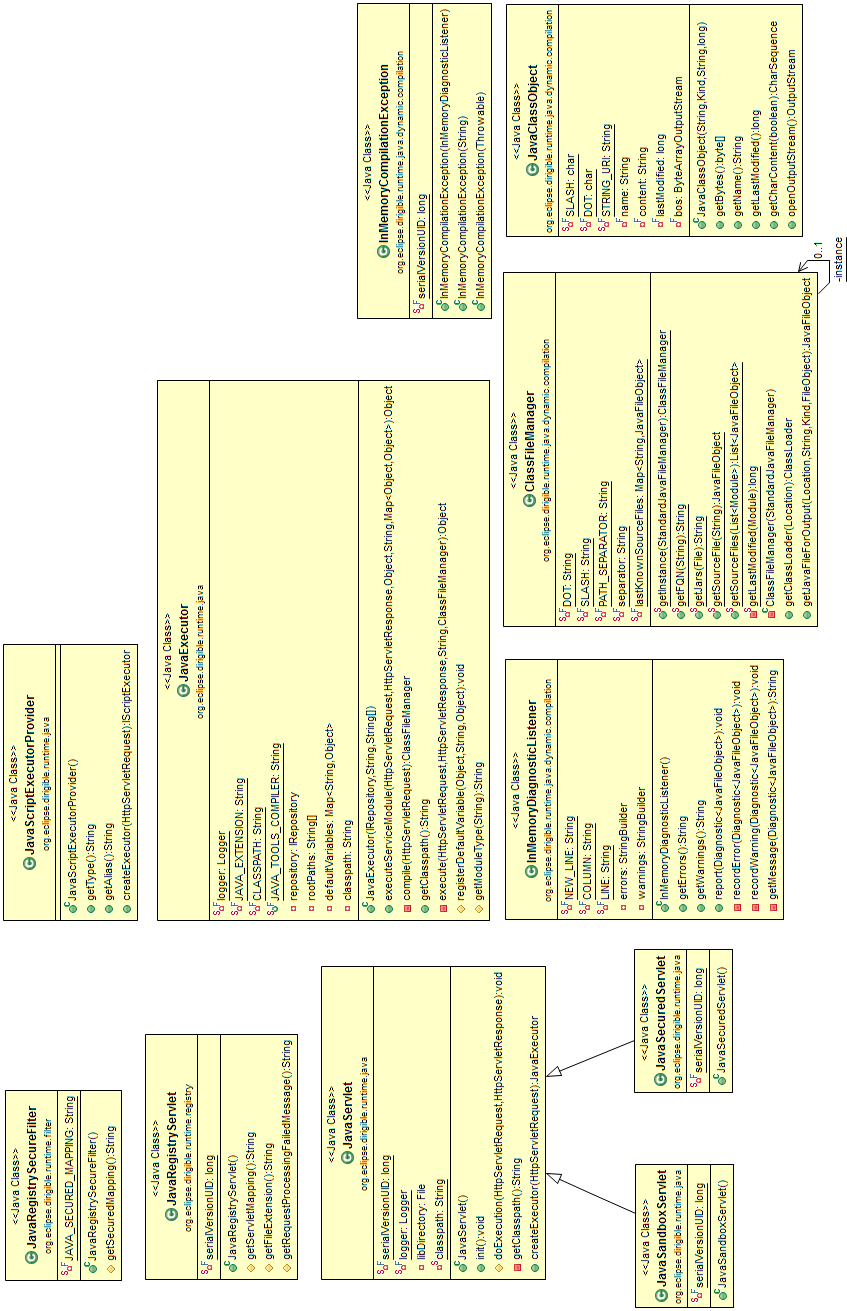 <<Java Class>>
JavaRegistrySecureFilter
org.eclipse.dirigible.runtime.filter
JAVA_SECURED_MAPPING: String
JavaRegistrySecureFilter()
getSecuredMapping():String
<<Java Class>>
JavaScriptExecutorProvider
org.eclipse.dirigible.runtime.java
JavaScriptExecutorProvider()
getType():String
getAlias():String
createExecutor(HttpServletRequest):IScriptExecutor
<<Java Class>>
JavaRegistryServlet
org.eclipse.dirigible.runtime.registry
serialVersionUID: long
JavaRegistryServlet()
getServletMapping():String
getFileExtension():String
getRequestProcessingFailedMessage():String
<<Java Class>>
JavaExecutor
org.eclipse.dirigible.runtime.java
logger: Logger
JAVA_EXTENSION: String
CLASSPATH: String
JAVA_TOOLS_COMPILER: String
repository: IRepository
rootPaths: String[]
defaultVariables: Map<String,Object>
classpath: String
JavaExecutor(IRepository,String,String[])
executeServiceModule(HttpServletRequest,HttpServletResponse,Object,String,Map<Object,Object>):Object
compile(HttpServletRequest):ClassFileManager
getClasspath():String
execute(HttpServletRequest,HttpServletResponse,String,ClassFileManager):Object
registerDefaultVariable(Object,String,Object):void
getModuleType(String):String
<<Java Class>>
InMemoryCompilationException
org.eclipse.dirigible.runtime.java.dynamic.compilation
serialVersionUID: long
InMemoryCompilationException(InMemoryDiagnosticListener)
InMemoryCompilationException(String)
InMemoryCompilationException(Throwable)
<<Java Class>>
JavaServlet
org.eclipse.dirigible.runtime.java
serialVersionUID: long
logger: Logger
libDirectory: File
classpath: String
JavaServlet()
init():void
doExecution(HttpServletRequest,HttpServletResponse):void
getClasspath():String
createExecutor(HttpServletRequest):JavaExecutor
<<Java Class>>
InMemoryDiagnosticListener
org.eclipse.dirigible.runtime.java.dynamic.compilation
NEW_LINE: String
COLUMN: String
LINE: String
errors: StringBuilder
warnings: StringBuilder
InMemoryDiagnosticListener()
getErrors():String
getWarnings():String
report(Diagnostic<JavaFileObject>):void
recordError(Diagnostic<JavaFileObject>):void
recordWarning(Diagnostic<JavaFileObject>):void
getMessage(Diagnostic<JavaFileObject>):String
<<Java Class>>
ClassFileManager
org.eclipse.dirigible.runtime.java.dynamic.compilation
DOT: String
SLASH: String
PATH_SEPARATOR: String
separator: String
lastKnownSourceFiles: Map<String,JavaFileObject>
getInstance(StandardJavaFileManager):ClassFileManager
getFQN(String):String
getJars(File):String
getSourceFile(String):JavaFileObject
getSourceFiles(List<Module>):List<JavaFileObject>
getLastModified(Module):long
ClassFileManager(StandardJavaFileManager)
getClassLoader(Location):ClassLoader
getJavaFileForOutput(Location,String,Kind,FileObject):JavaFileObject
0..1
-instance
<<Java Class>>
JavaClassObject
org.eclipse.dirigible.runtime.java.dynamic.compilation
SLASH: char
DOT: char
STRING_URI: String
name: String
content: String
lastModified: long
bos: ByteArrayOutputStream
JavaClassObject(String,Kind,String,long)
getBytes():byte[]
getName():String
getLastModified():long
getCharContent(boolean):CharSequence
openOutputStream():OutputStream
<<Java Class>>
JavaSandboxServlet
org.eclipse.dirigible.runtime.java
serialVersionUID: long
JavaSandboxServlet()
<<Java Class>>
JavaSecuredServlet
org.eclipse.dirigible.runtime.java
serialVersionUID: long
JavaSecuredServlet()